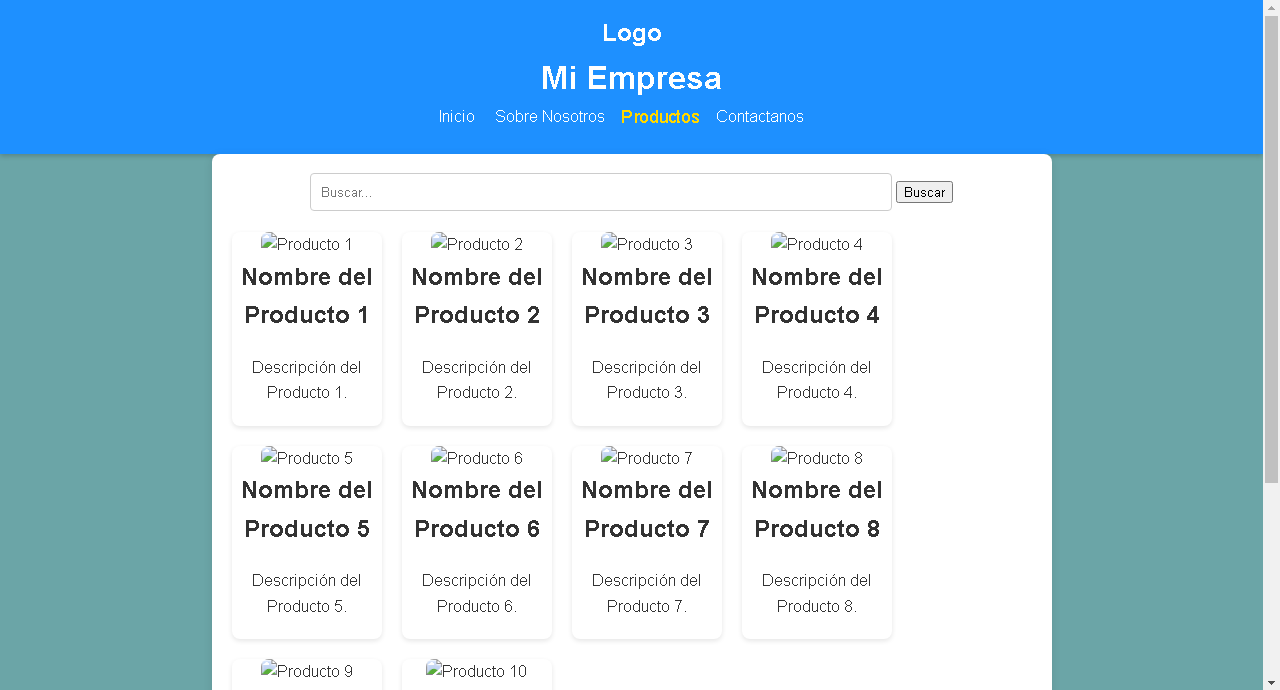 Logo
Mi Empresa
Inicio Sobre Nosotros Productos Contactanos
Buscar... Buscar
Producto 1 Producto 2 Producto 3 Producto 4
Nombre del Nombre del Nombre del Nombre del
Producto 1 Producto 2 Producto 3 Producto 4
Descripción del Descripción del Descripción del Descripción del
Producto 1. Producto 2. Producto 3. Producto 4.
Producto 5 Producto 6 Producto 7 Producto 8
Nombre del Nombre del Nombre del Nombre del
Producto 5 Producto 6 Producto 7 Producto 8
Descripción del Descripción del Descripción del Descripción del
Producto 5. Producto 6. Producto 7. Producto 8.
Producto 9 Producto 10